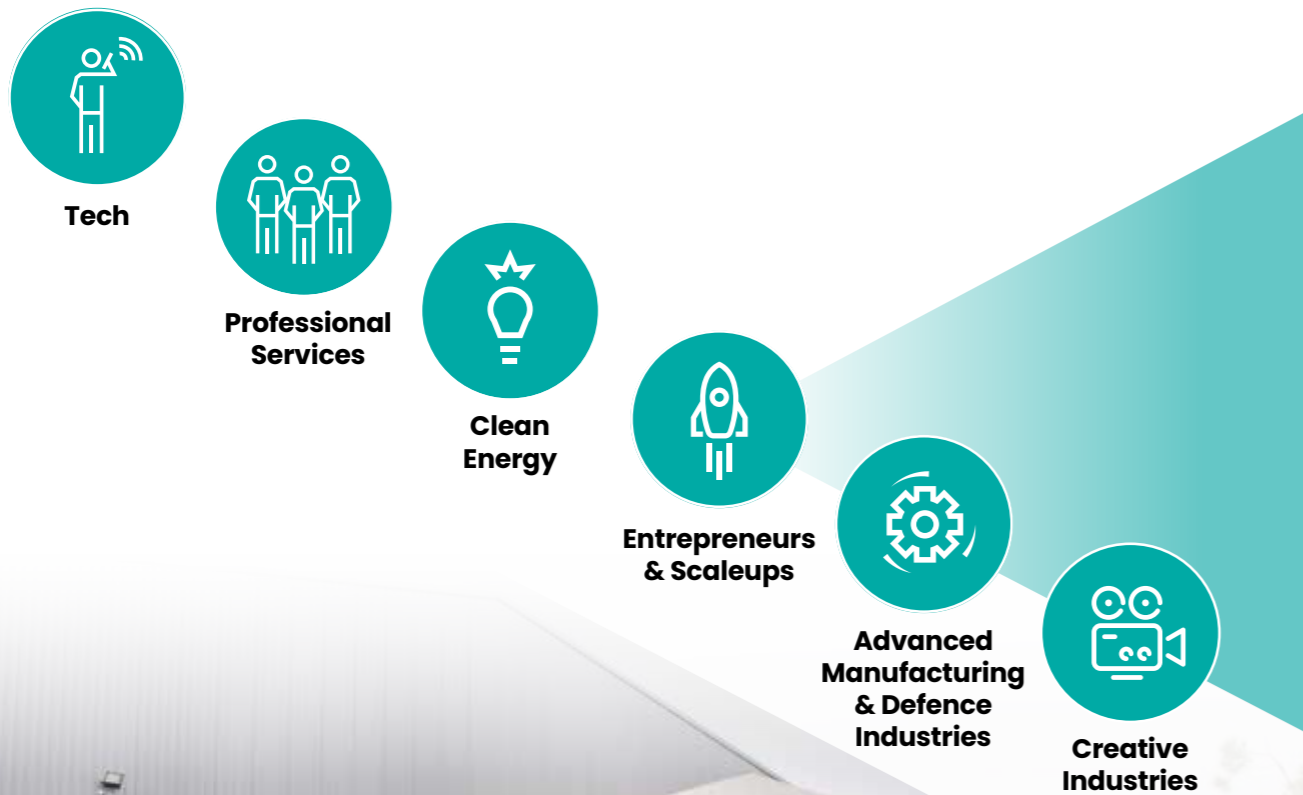 Tech
Professional
Services
Clean
Energy
Entrepreneurs
& Scaleups
Advanced
Manufacturing
& Defence
Industries
Creative
Industries